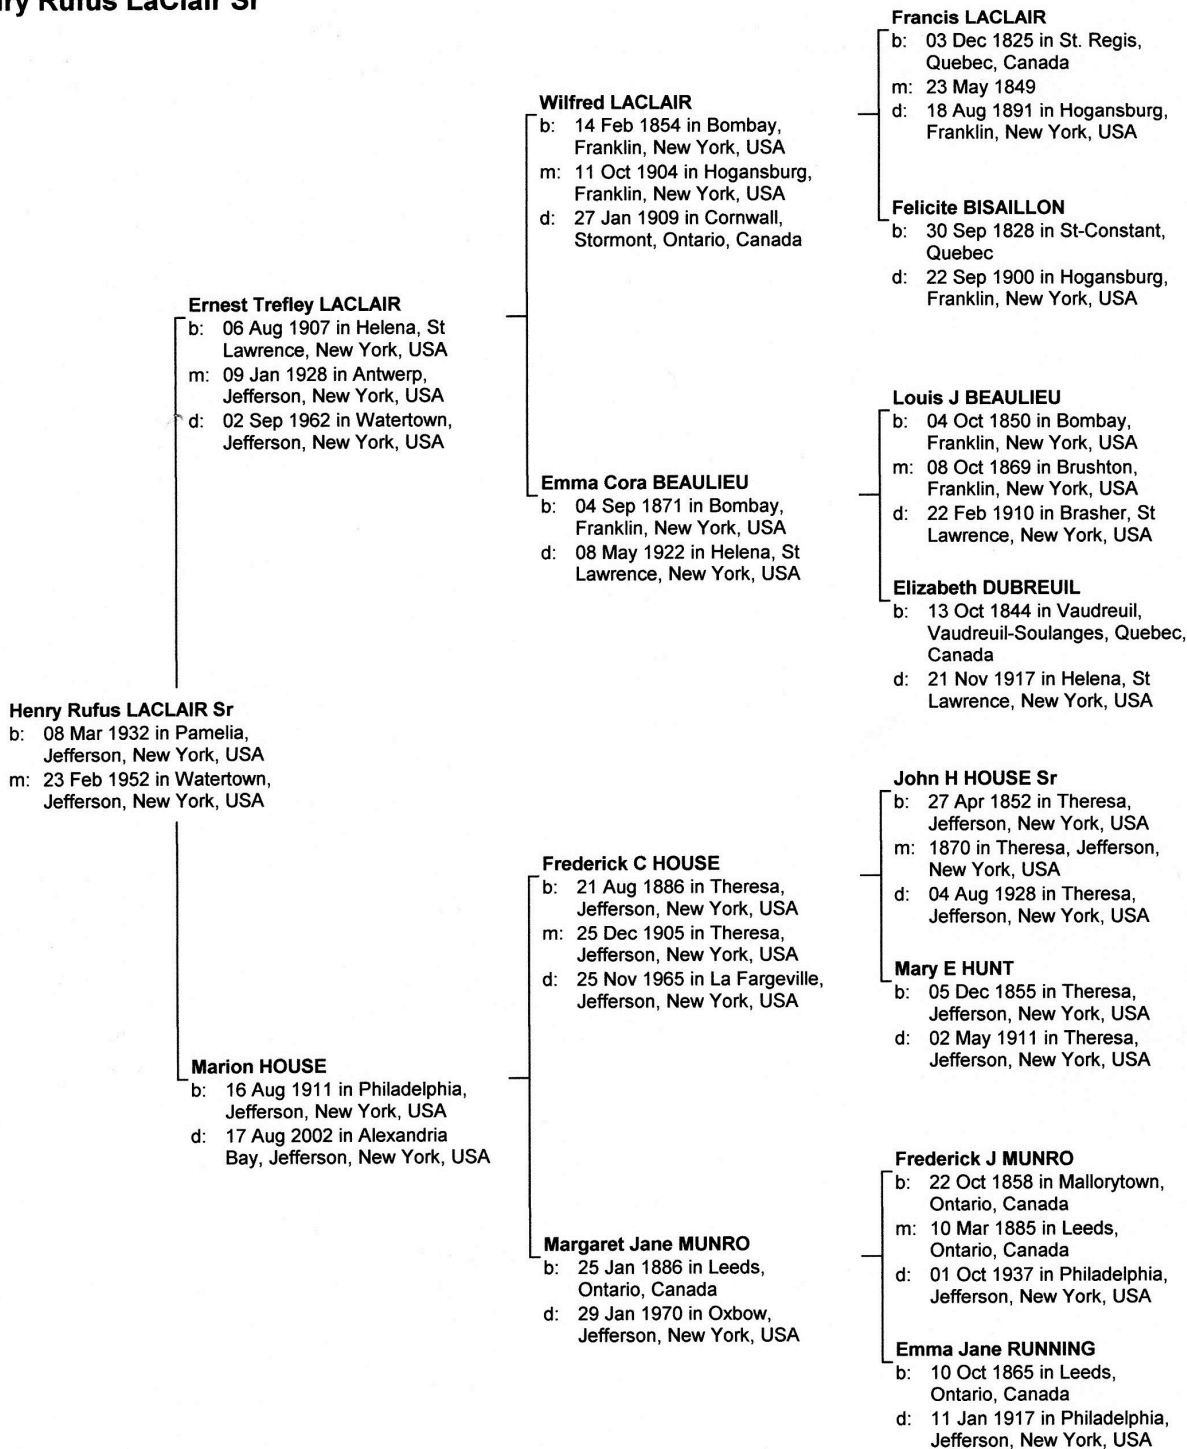 ry Rufus LaClair Sr
Francis LACLAIR
b: 03 Dec 1825 in St. Regis,
Quebec, Canada
m: 23 May 1849
d: 18 Aug 1891 in Hogansburg,
Franklin, New York, USA
Wilfred LACLAIR
b: 14 Feb 1854 in Bombay,
Franklin, New York, USA
m: 11 Oct 1904 in Hogansburg,
Franklin, New York, USA
d: 27 Jan 1909 in Cornwall,
Stormont, Ontario, Canada
Felicite BISAILLON
b: 30 Sep 1828 in St-Constant,
Quebec
d: 22 Sep 1900 in Hogansburg,
Franklin, New York, USA
Ernest Trefley LACLAIR
b: 06 Aug 1907 in Helena, St
Lawrence, New York, USA
m: 09 Jan 1928 in Antwerp,
Jefferson, New York, USA
d: 02 Sep 1962 in Watertown,
Jefferson, New York, USA
Louis J BEAULIEU
b: 04 Oct 1850 in Bombay,
Franklin, New York, USA
m: 08 Oct 1869 in Brushton,
Franklin, New York, USA
d: 22 Feb 1910 in Brasher, St
Lawrence, New York, USA
Emma Cora BEAULIEU
b: 04 Sep 1871 in Bombay,
Franklin, New York, USA
d: 08 May 1922 in Helena, St
Lawrence, New York, USA
Elizabeth DUBREUIL
b: 13 Oct 1844 in Vaudreuil,
Vaudreuil-Soulanges, Quebec,
Canada
d: 21 Nov 1917 in Helena, St
Lawrence, New York, USA
Henry Rufus LACLAIR Sr
b: 08 Mar 1932 in Pamelia,
Jefferson, New York, USA
m: 23 Feb 1952 in Watertown,
Jefferson, New York, USA
John H HOUSE Sr
b: 27 Apr 1852 in Theresa,
Jefferson, New York, USA
m: 1870 in Theresa, Jefferson,
New York, USA
d: 04 Aug 1928 in Theresa,
Jefferson, New York, USA
Frederick C HOUSE
b: 21 Aug 1886 in Theresa,
Jefferson, New York, USA
m: 25 Dec 1905 in Theresa,
Jefferson, New York, USA
d: 25 Nov 1965 in La Fargeville,
Jefferson, New York, USA
Mary E HUNT
b: 05 Dec 1855 in Theresa,
Jefferson, New York, USA
d: 02 May 1911 in Theresa,
Jefferson, New York, USA
Marion HOUSE
b: 16 Aug 1911 in Philadelphia,
Jefferson, New York, USA
d: 17 Aug 2002 in Alexandria
Bay, Jefferson, New York, USA
Frederick J MUNRO
b: 22 Oct 1858 in Mallorytown,
Ontario, Canada
m: 10 Mar 1885 in Leeds,
Ontario, Canada
d: 01 Oct 1937 in Philadelphia,
Jefferson, New York, USA
Margaret Jane MUNRO
b: 25 Jan 1886 in Leeds,
Ontario, Canada
d: 29 Jan 1970 in Oxbow,
Jefferson, New York, USA
Emma Jane RUNNING
b: 10 Oct 1865 in Leeds,
Ontario, Canada
d: 11 Jan 1917 in Philadelphia,
Jefferson, New York, USA